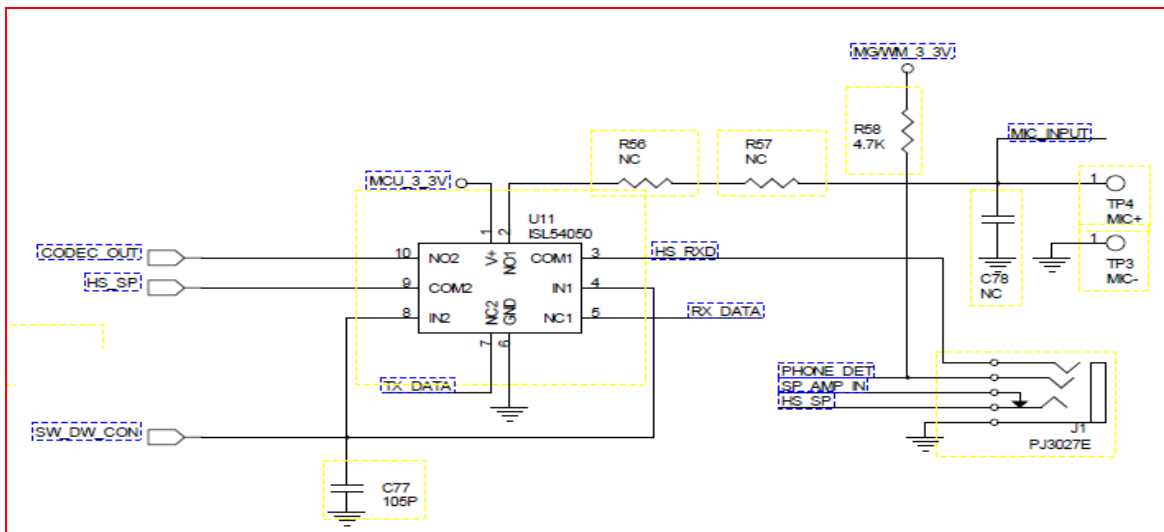 MG/WM_3_3V
R58
4.7K
MIC_INPUT
R56
NC
R57
NC
MCU_3_3V
1
TP4
MIC+
U11
ISL54050
1
2
CODEC_OUT
10
NO2
V+
NO1
COM1
3
HS_RXD
1
TP3
MIC-
C78
NC
HS_SP
9
COM2
IN1
4
8
IN2
NC2
GND
NC1
5
RX_DATA
7
6
TX_DATA
PHONE_DET
SP_AMP_IN
HS_SP
J1
PJ3027E
SW_DW_CON
C77
105P